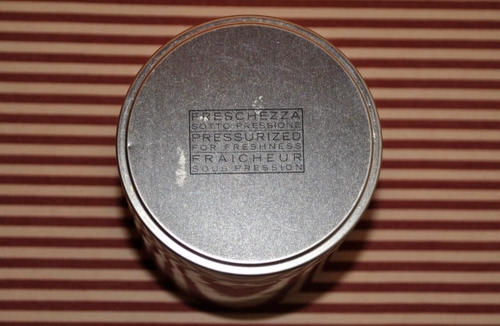 FRESCHEZZA
SOTTO PRESSIONE
PRESSURIZED
FOR FRESHNESS
FRAICHEUR
SOUS PRESSION